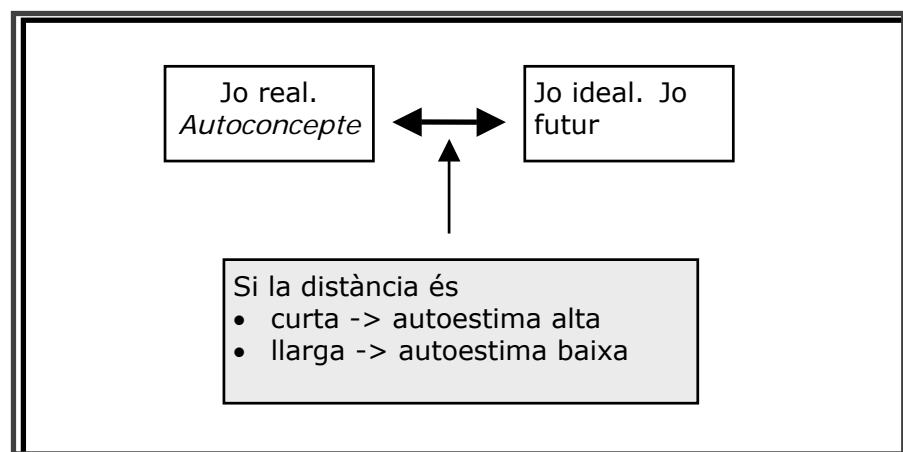 Jo real.
Autoconcepte
Jo ideal. Jo
futur
Si la distància és
• curta -> autoestima alta
• llarga -> autoestima baixa